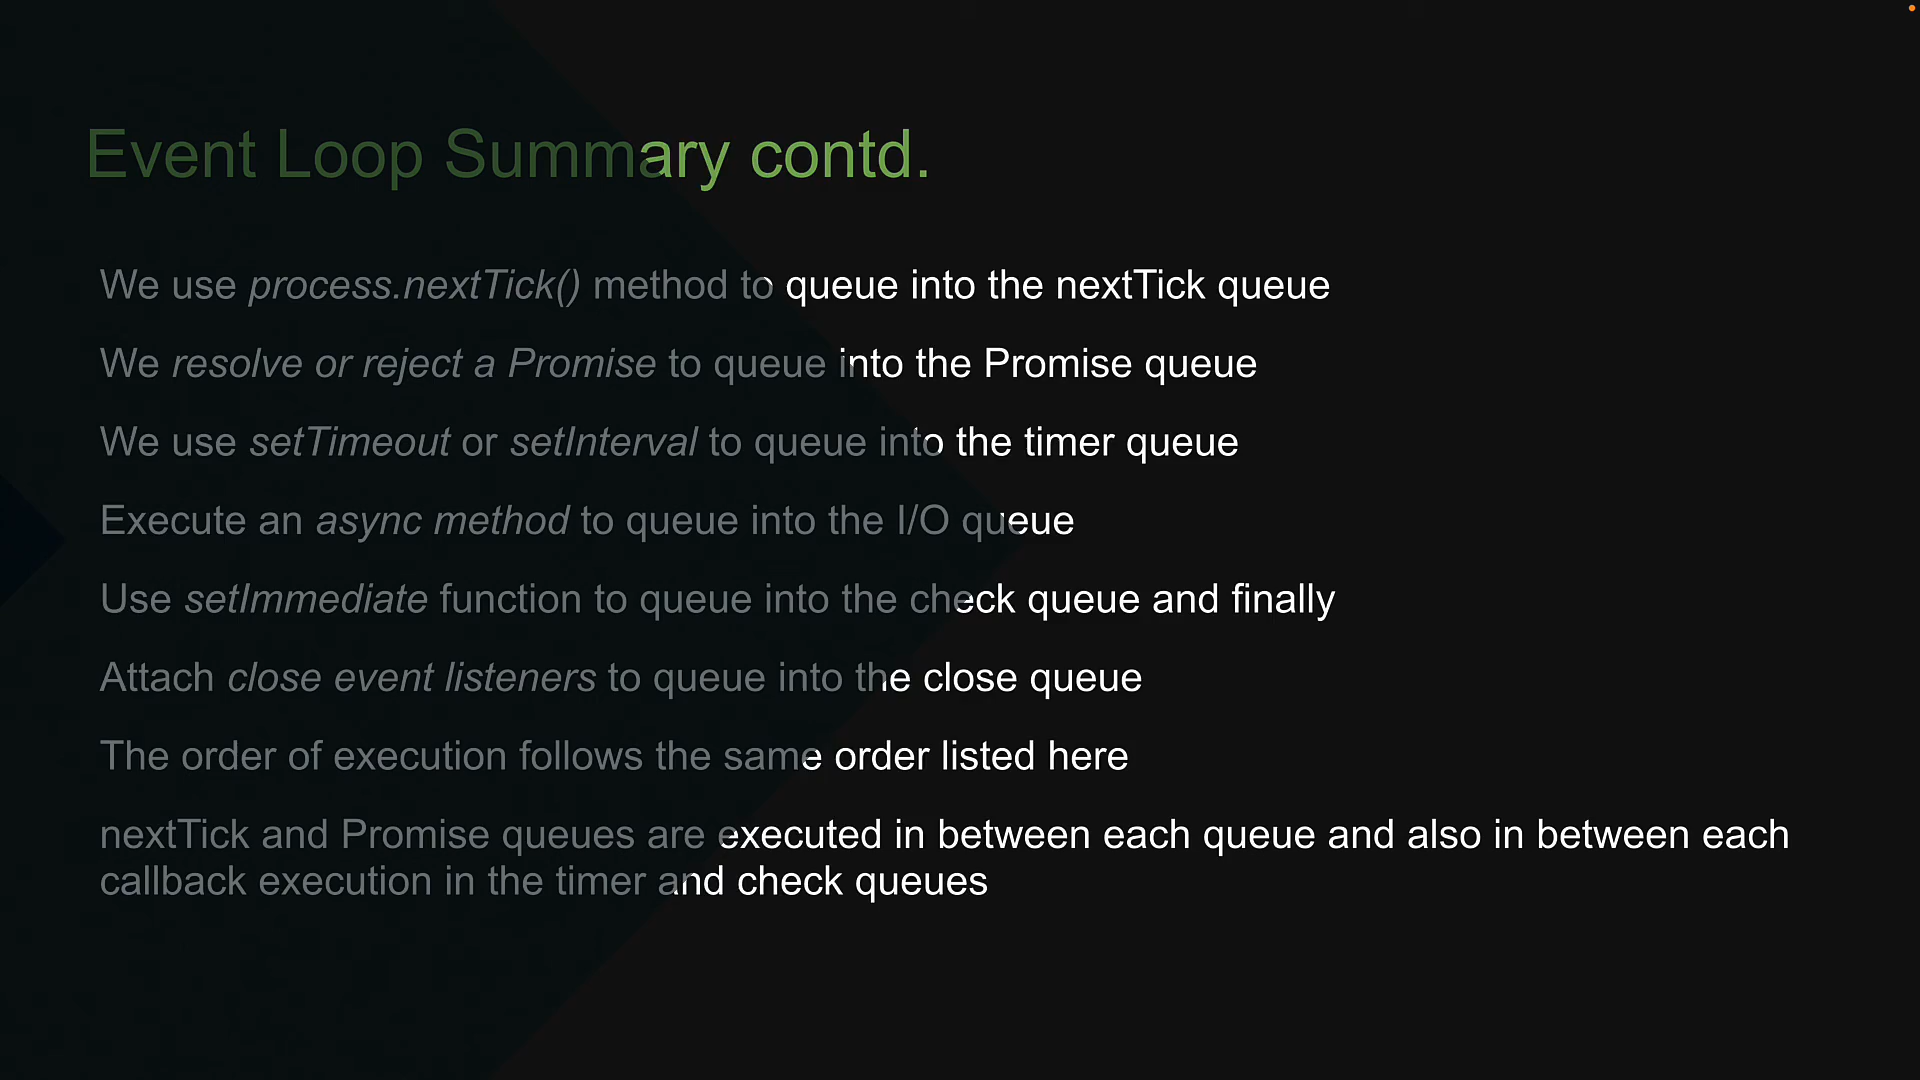 Event Loop Summary contd.
We use process.nextTick() method to queue into the nextTick queue
We resolve or reject a Promise to queue into the Promise queue
We use setTimeout or setInterval to queue into the timer queue
Execute an async method to queue into the I/O queue
Use setImmediate function to queue into the check queue and finally
Attach close event listeners to queue into the close queue
The order of execution follows the same order listed here
nextTick and Promise queues are executed in between each queue and also in between each
callback execution in the timer and check queues